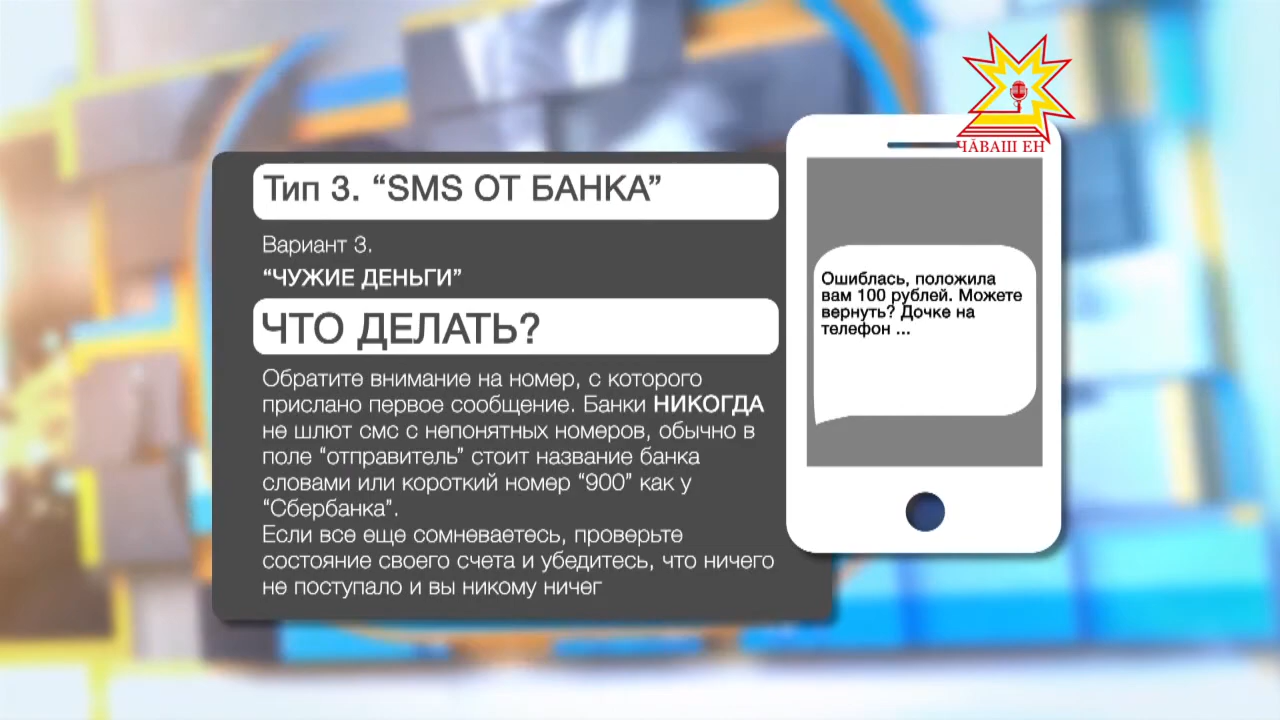 ЧӐВАШ ЕН
Тип 3. “SMS ОТ БАНКА”
Вариант 3.
“ЧУЖИЕ ДЕНЬГИ”
ЧТО ДЕЛАТЬ?
Обратите внимание на номер, с которого
прислано первое сообщение. Банки НИКОГДА
не шлют смс с непонятных номеров, обычно в
поле “отправитель” стоит название банка
словами или короткий номер “900” как у
“Сбербанка”.
Если все еще сомневаетесь, проверьте
состояние своего счета и убедитесь, что ничего
не поступало и вы никому ничег
Ошиблась, положила
вам 100 рублей. Можете
вернуть? Дочке на
телефон ...